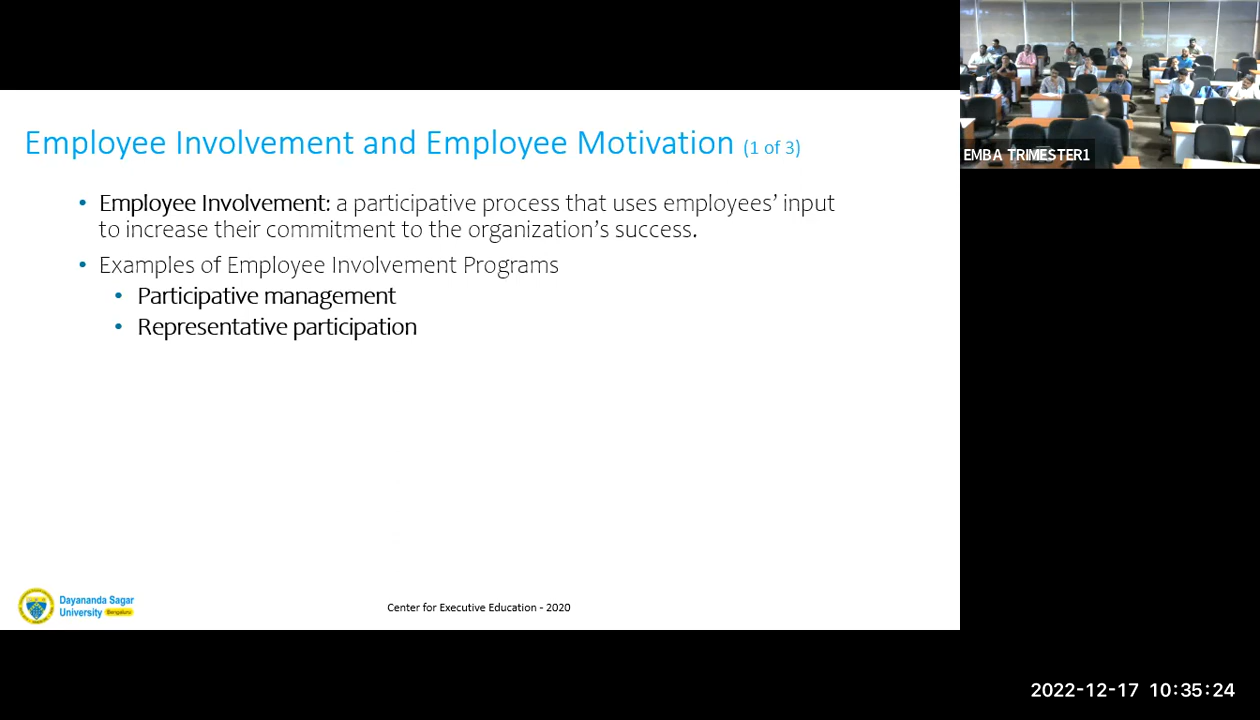 Employee Involvement and Employee Motivation (1 of 3)
• Employee Involvement: a participative process that uses employees’ input
to increase their commitment to the organization’s success.
• Examples of Employee Involvement Programs
• Participative management
• Representative participation
Dayananda Sagar
University Bengaluru
Center for Executive Education - 2020
EMBA TRIMESTER1
2022-12-17 10:35:24